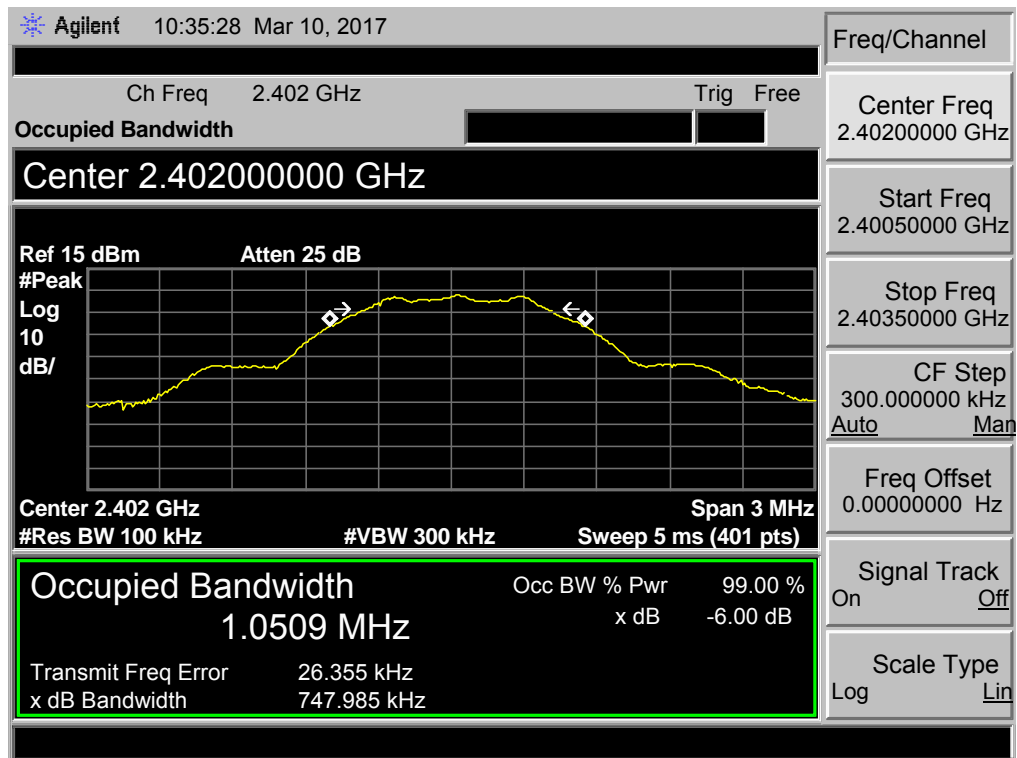 Agilent 10:35:28 Mar 10, 2017
Freq/Channel
Ch Freq 2.402 GHz Trig Free
Occupied Bandwidth
Center 2.402000000 GHz
Ref 15 dBm Atten 25 dB
#Peak
Log
10
dB/
Center 2.402 GHz Span 3 MHz
#Res BW 100 kHz #VBW 300 kHz Sweep 5 ms (401 pts)
Occupied Bandwidth Occ BW % Pwr 99.00 %
1.0509 MHz x dB -6.00 dB
Transmit Freq Error 26.355 kHz
x dB Bandwidth 747.985 kHz
Center Freq
2.40200000 GHz
Start Freq
2.40050000 GHz
Stop Freq
2.40350000 GHz
CF Step
300.000000 kHz
Auto Man
Freq Offset
0.00000000 Hz
Signal Track
On Off
Scale Type
Log Lin